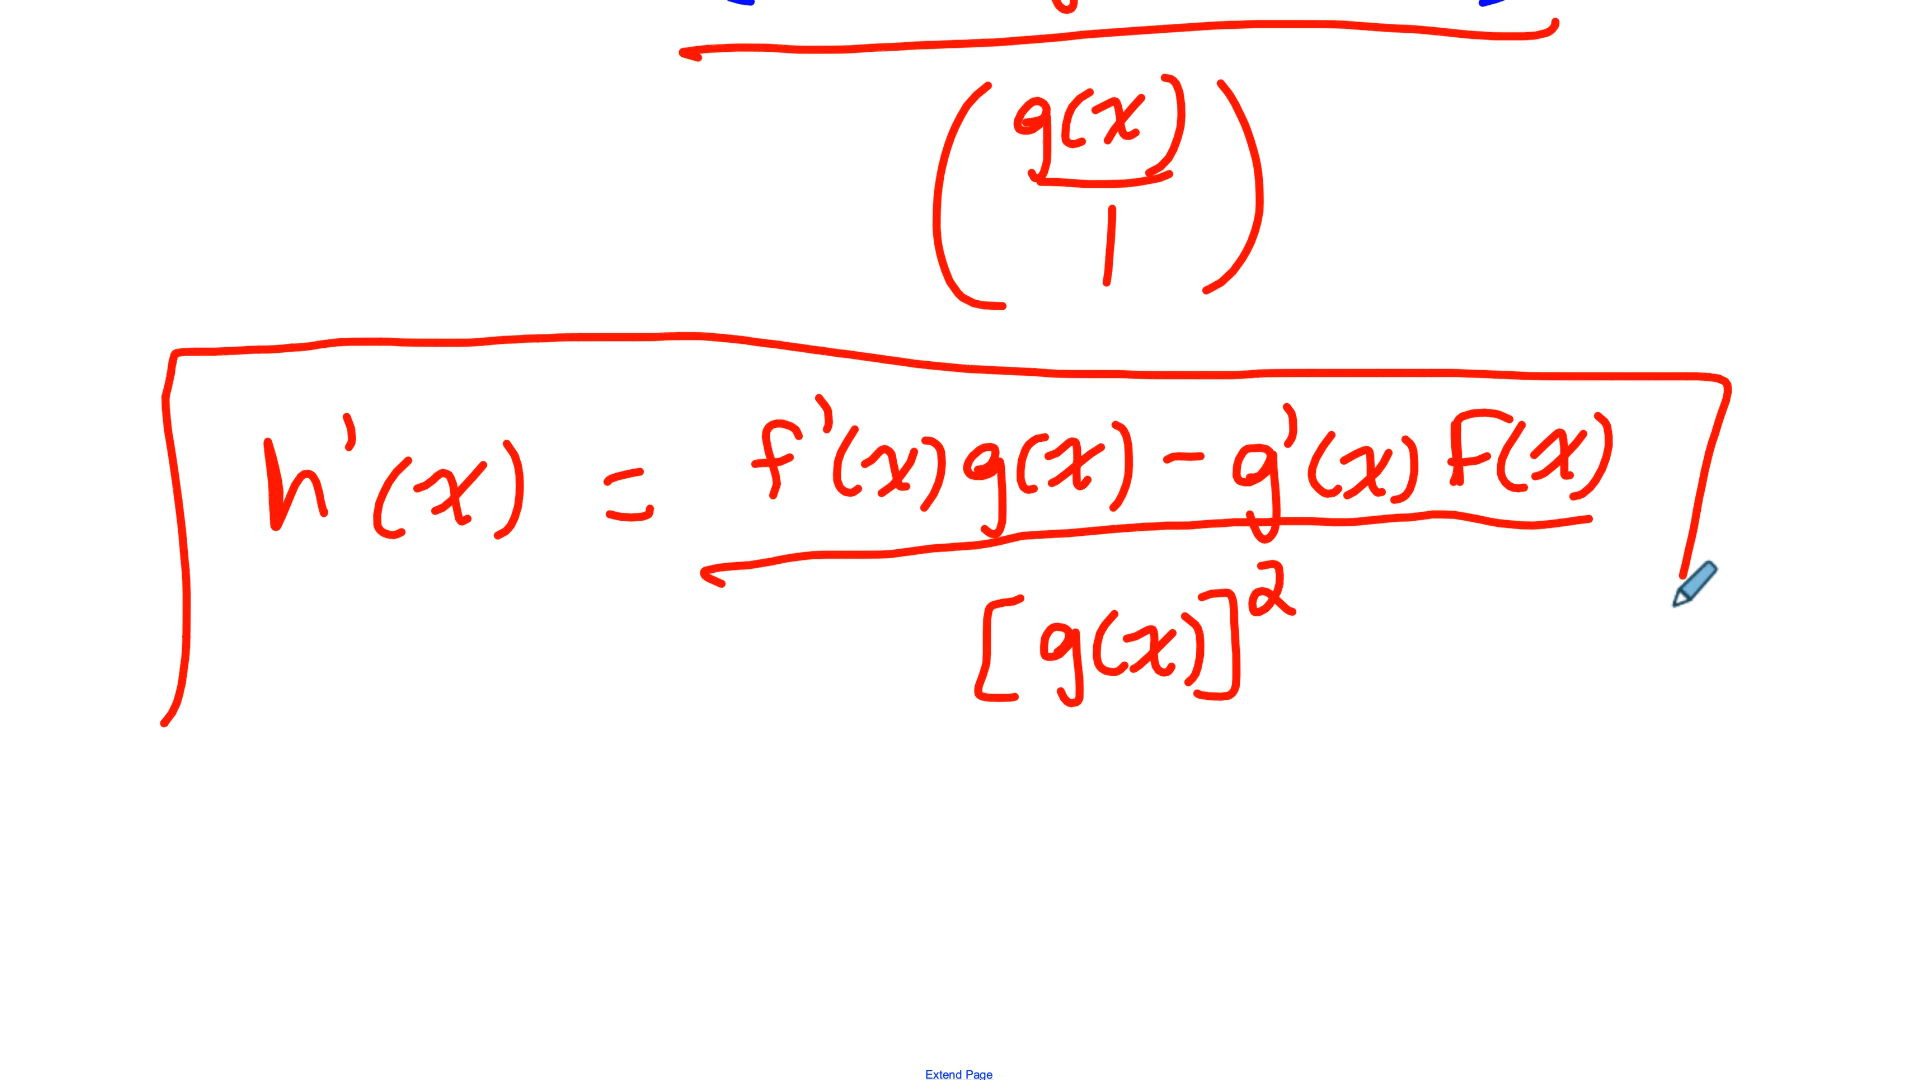 (g(x)/1)
h'(x) = f'(x)g(x) - g'(x)F(x)
[g(x)]²
Extend Page